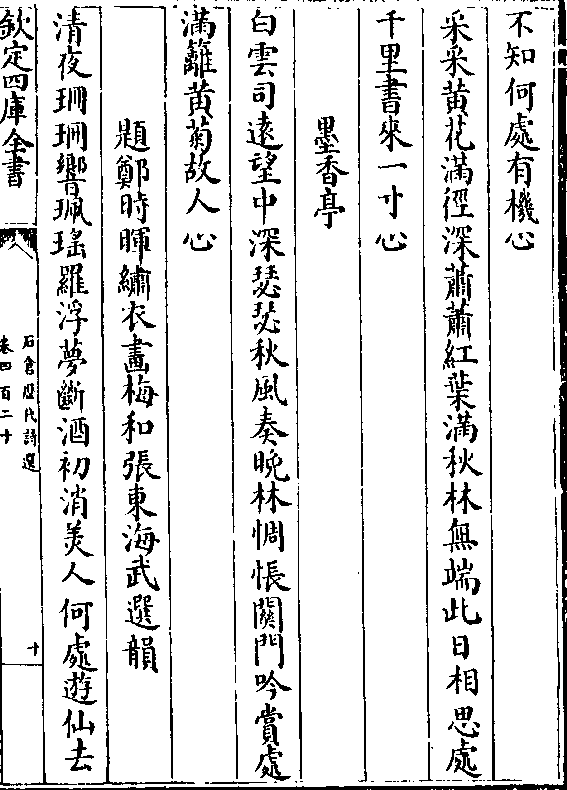 不知何處有機心
采采黄花滿徑深蕭蕭紅葉滿秋林無端此日相思處
千里書來一寸心
墨香亭
白雲司逺望中深瑟瑟秋風奏晚林惆悵閑門吟賞處
滿籬黄菊故人心
題鄭時暉繡衣畫梅和張東海武選韻
清夜珊珊響珮瑤羅浮夢斷酒初消美人何處遊仙去
欽定四庫全書
石倉歷代詩選
卷四百二十
十